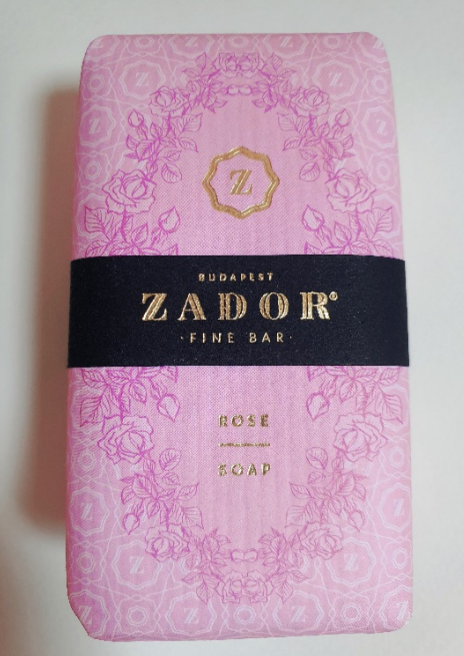 Z
BUDAPEST
ZADOR®
·FINE BAR·
ROSE
SOAP